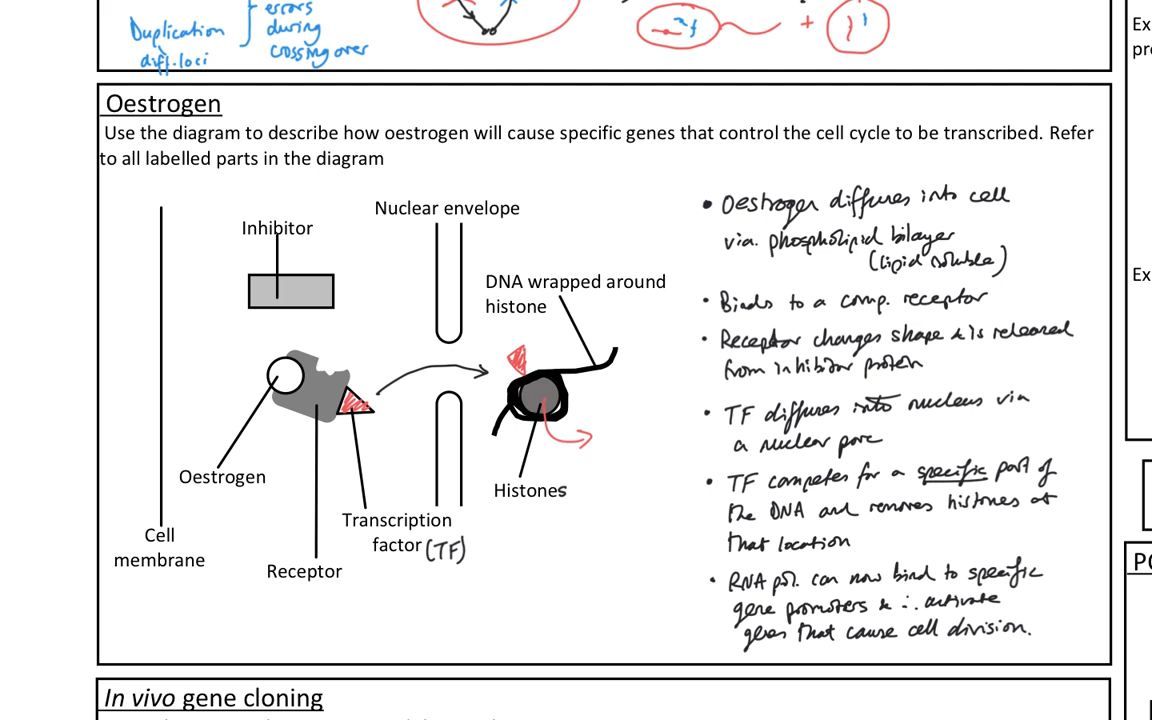 Duplication
diff. loci
errors
during
crossing over
+
Oestrogen
Use the diagram to describe how oestrogen will cause specific genes that control the cell cycle to be transcribed. Refer
to all labelled parts in the diagram
Nuclear envelope
Inhibitor
DNA wrapped around
histone
Oestrogen
Histones
Cell
membrane
Transcription
factor (TF)
Receptor
• Oestrogen diffuses into cell
via. phospholipid bilayer
(lipid soluble)
• Binds to a comp. receptor
• Receptor changes shape & is released
from inhibitor protein
• TF diffuses into nucleus via
a nuclear pore
• TF competes for a specific part of
the DNA and removes histones at
that location
• RNA pol. can now bind to specific
gene promoters & ∴ activate
genes that cause cell division.
In vivo gene cloning
Ex
pr
Ex
P